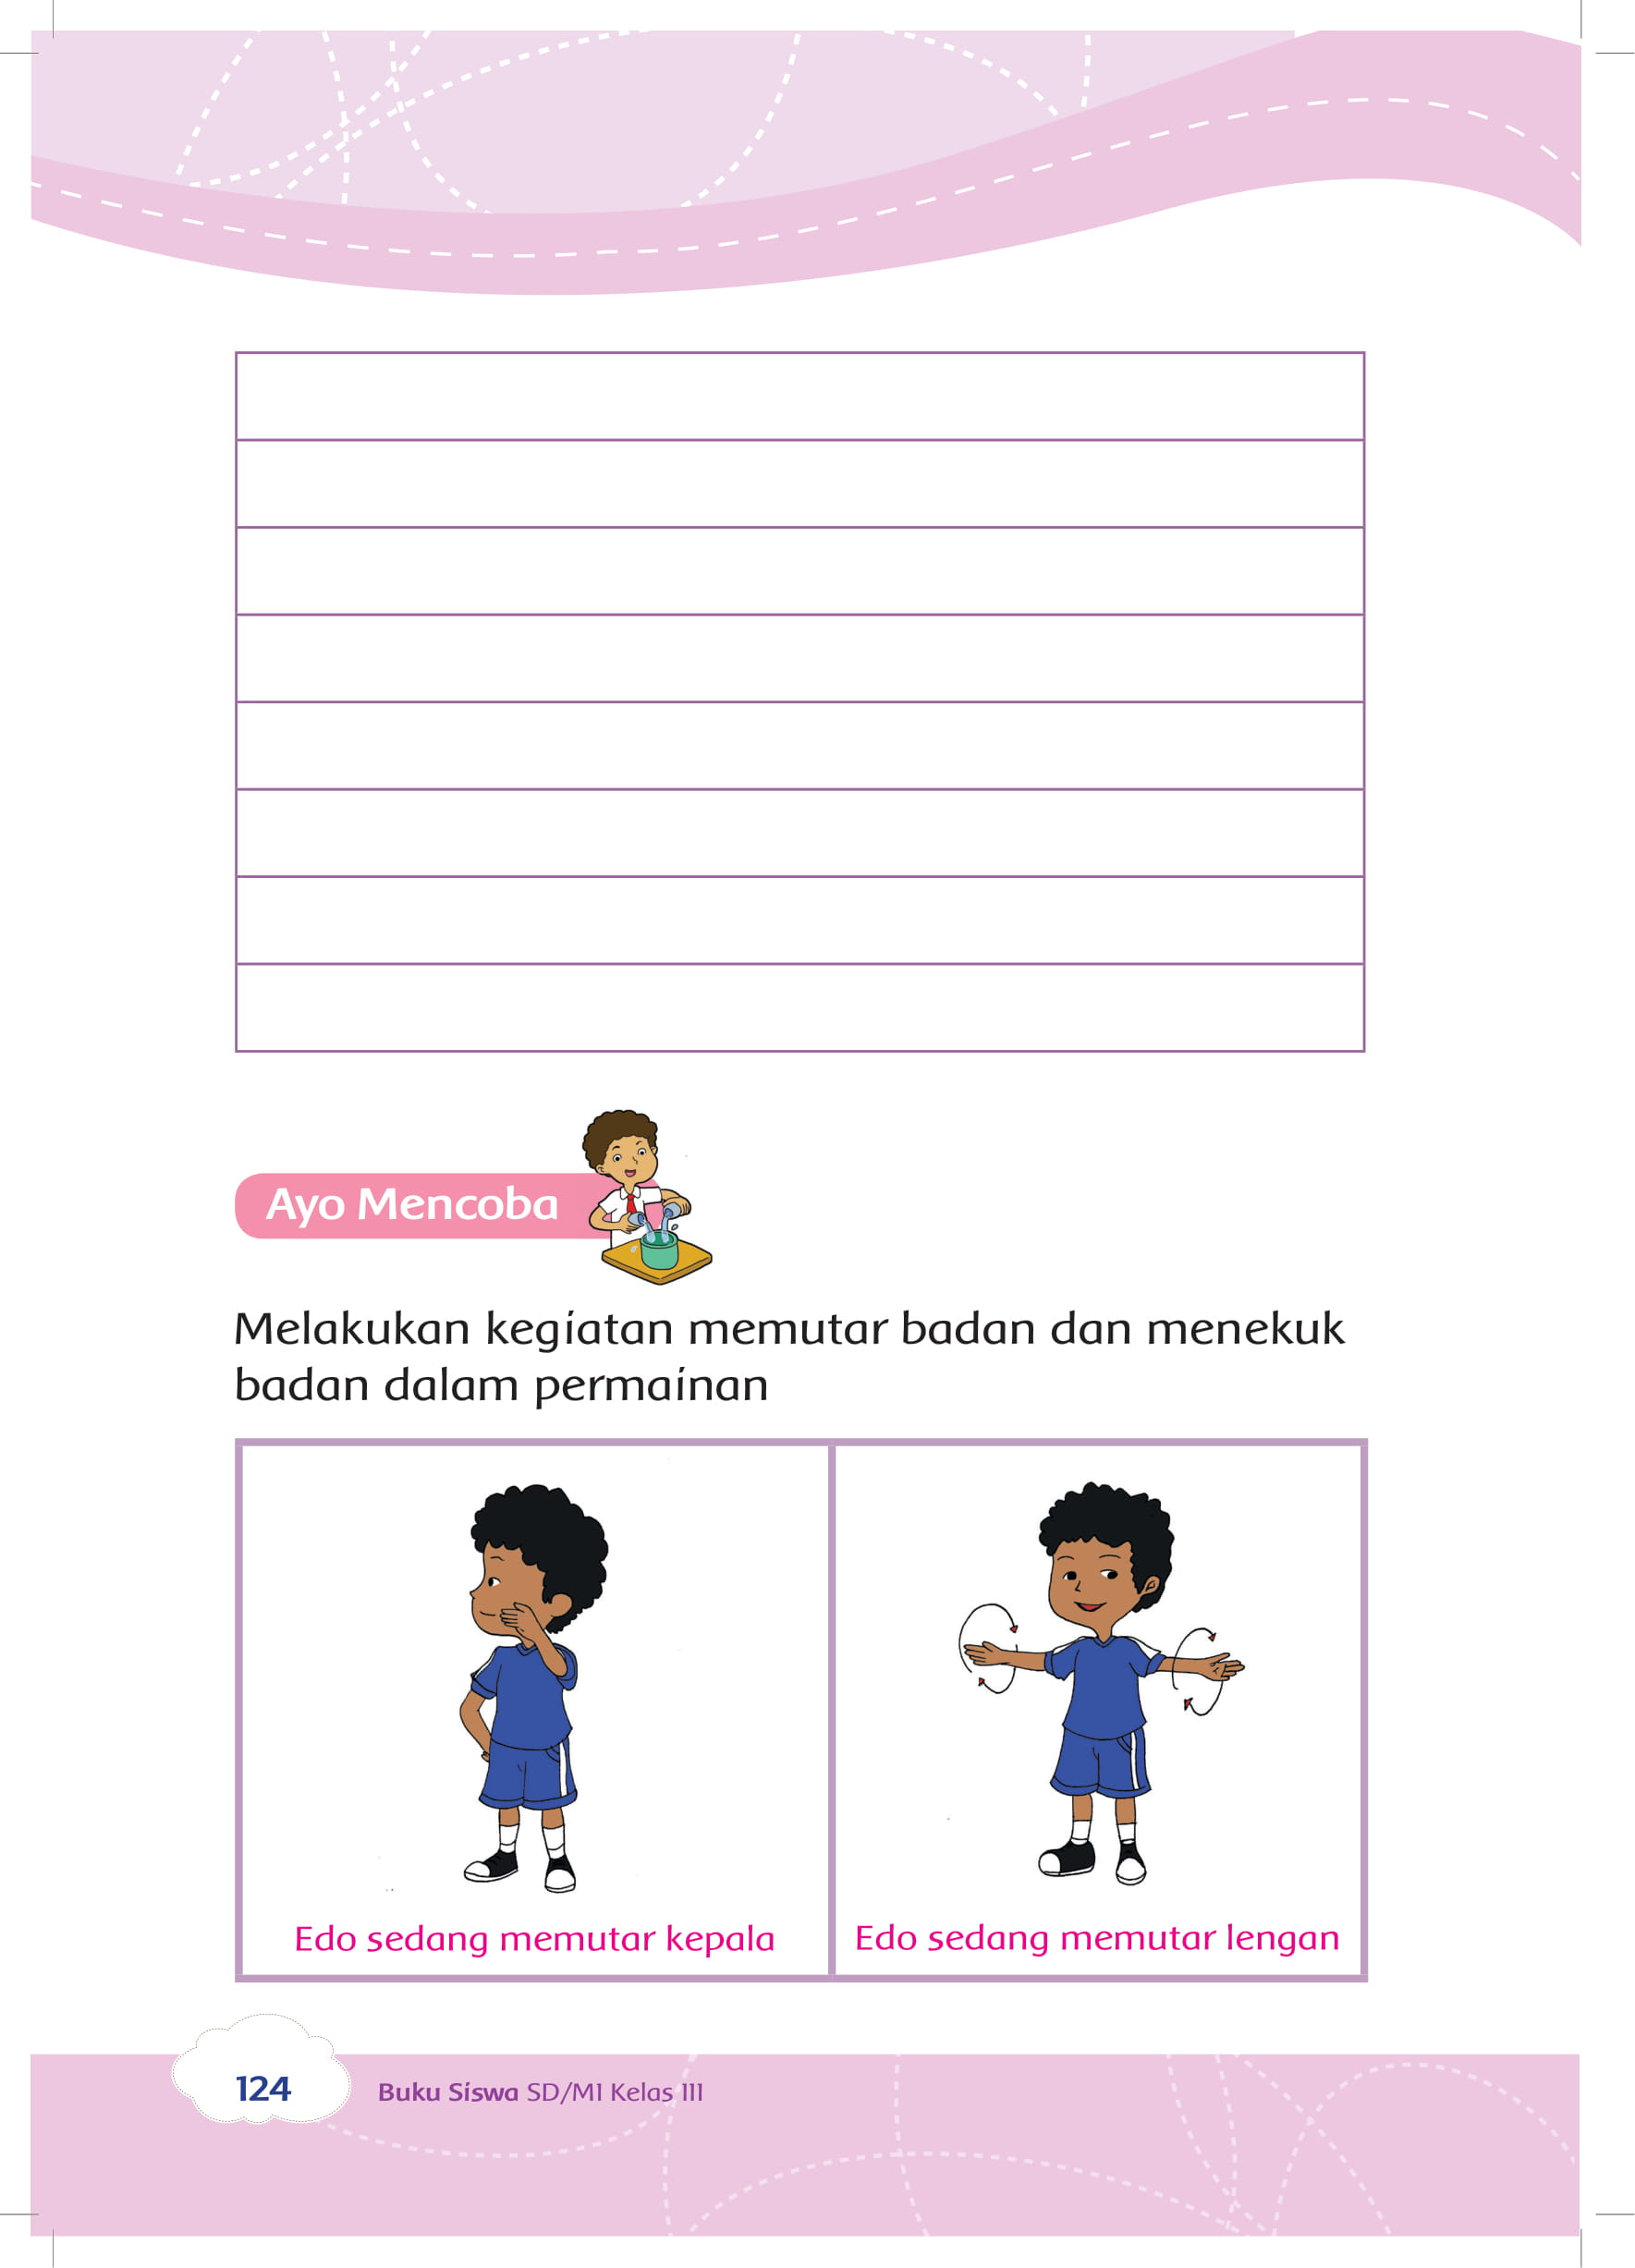 Ayo Mencoba
Melakukan kegiatan memutar badan dan menekuk
badan dalam permainan
Edo sedang memutar kepala
Edo sedang memutar lengan
124
Buku Siswa SD/MI Kelas III